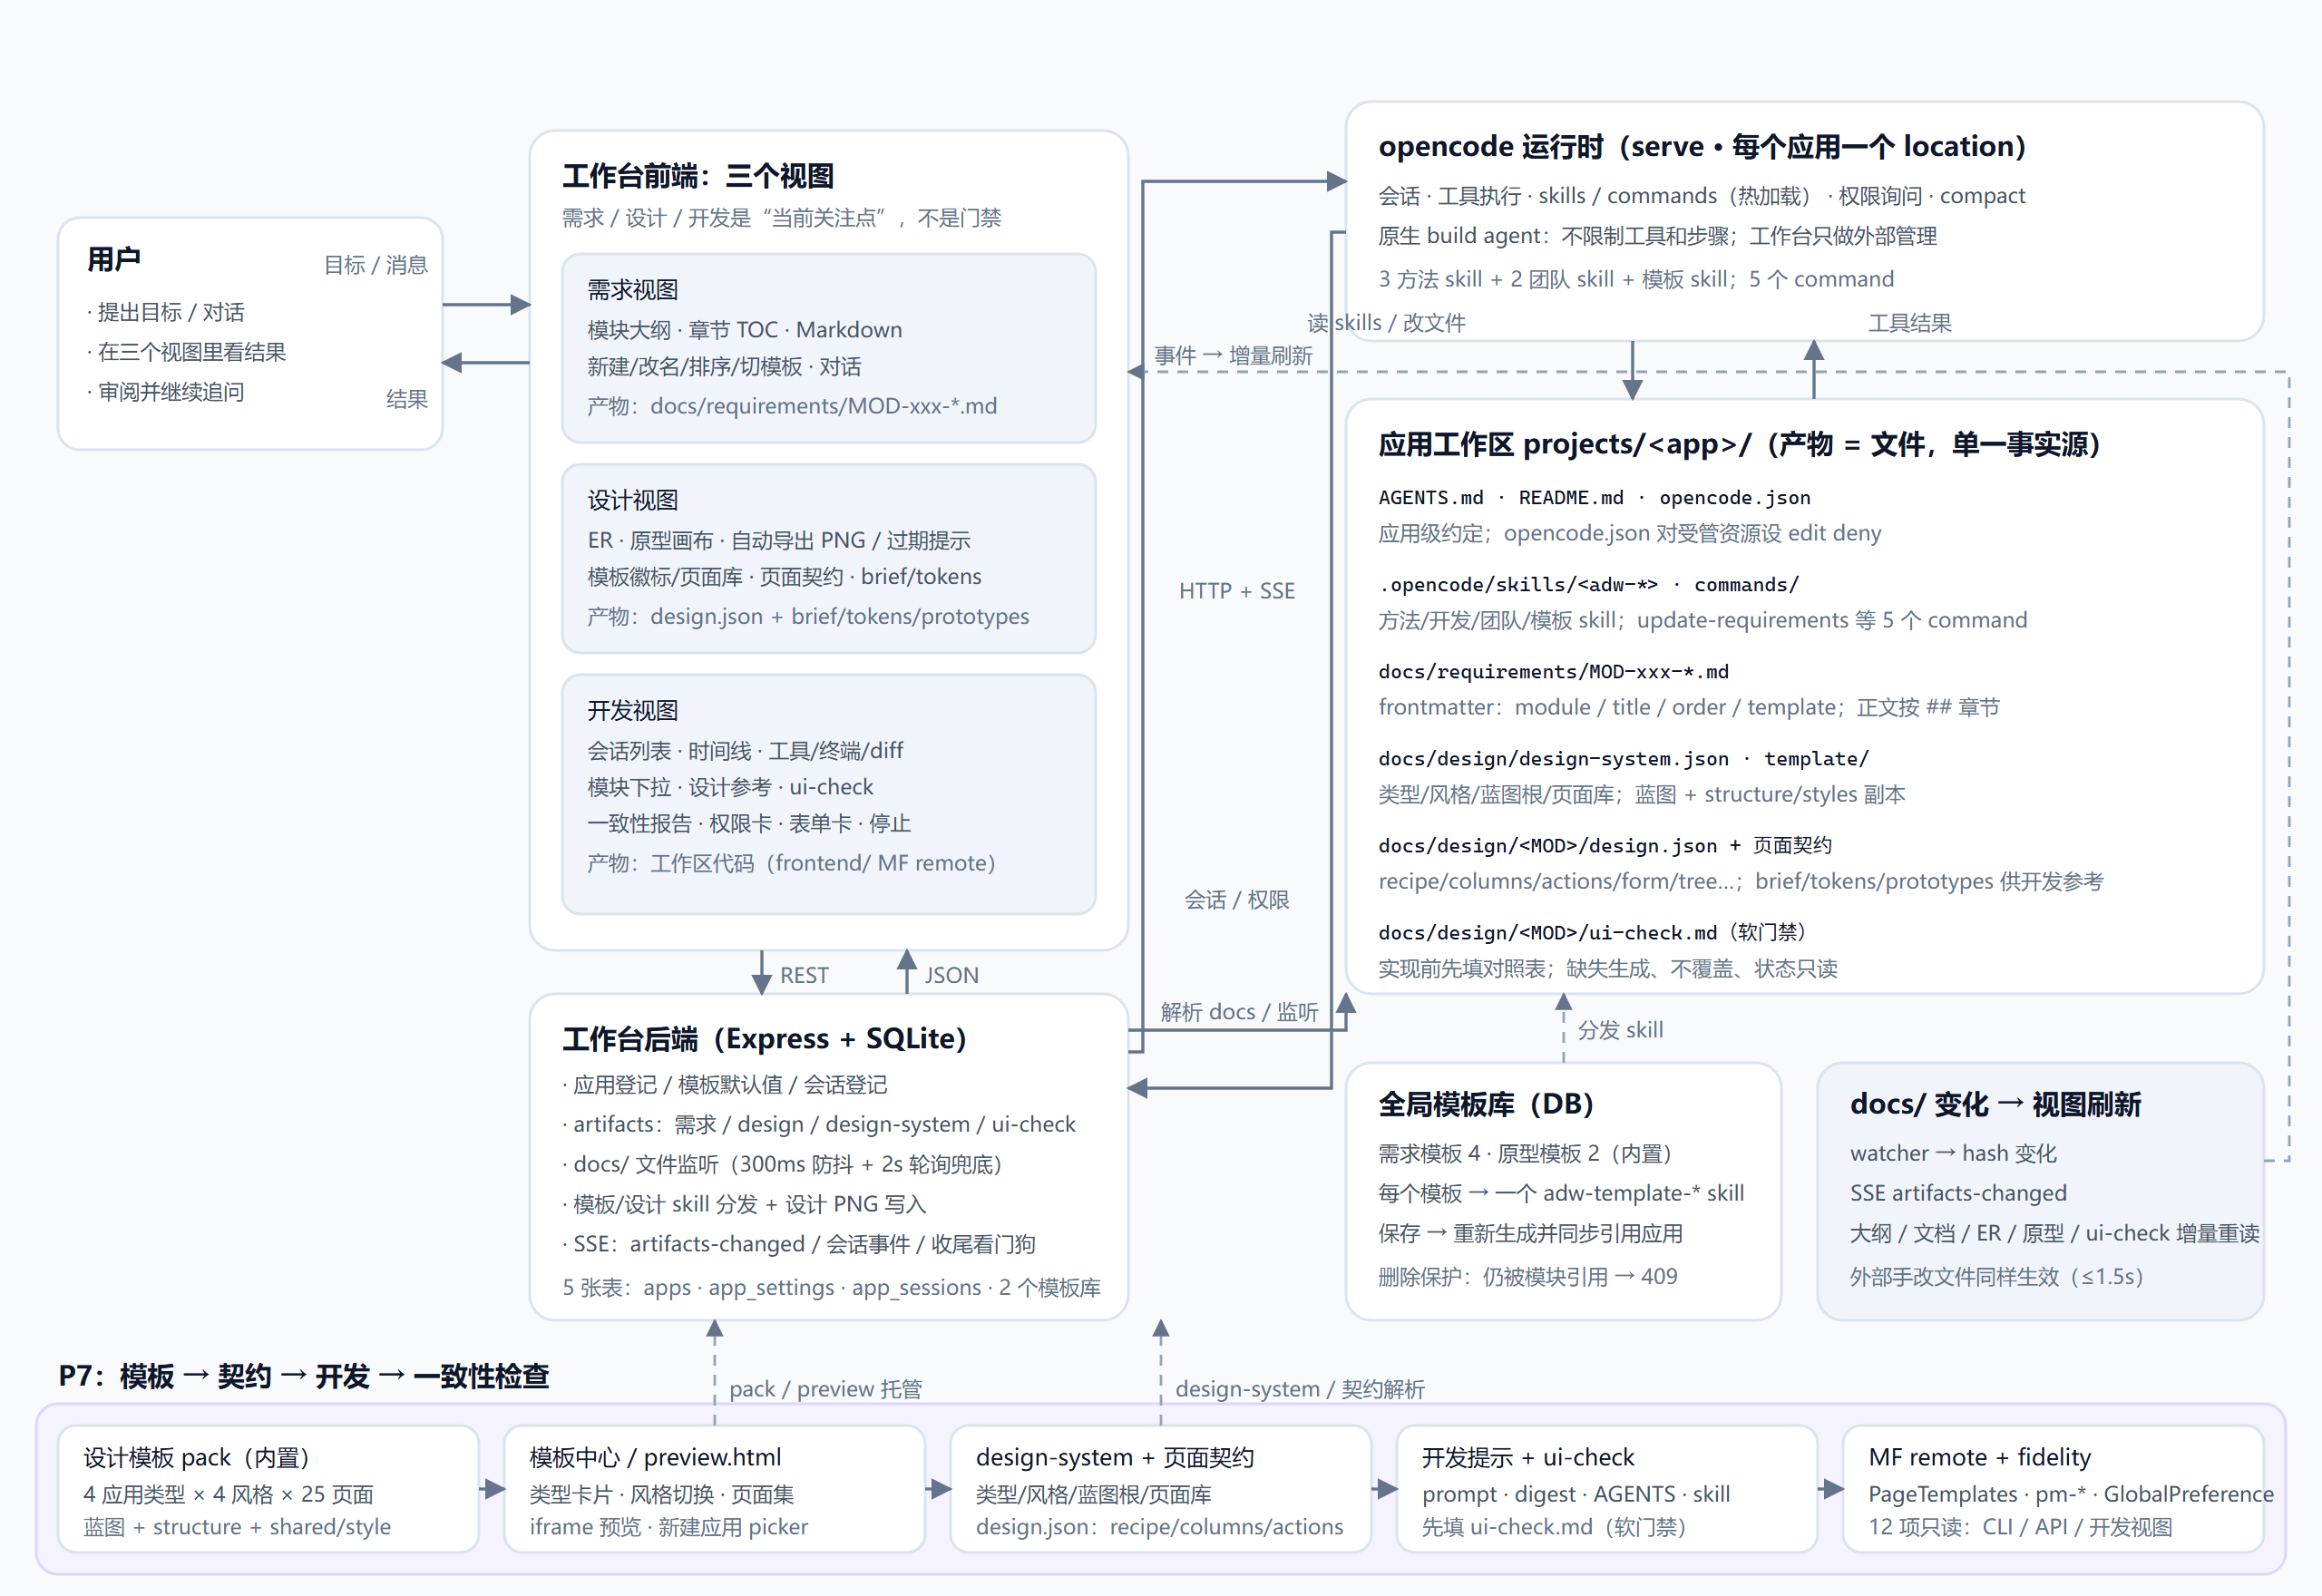 用户
目标 / 消息
· 提出目标 / 对话
· 在三个视图里看结果
· 审阅并继续追问
结果
工作台前端：三个视图
需求 / 设计 / 开发是“当前关注点”，不是门禁
需求视图
模块大纲 · 章节 TOC · Markdown
新建/改名/排序/切模板 · 对话
产物：docs/requirements/MOD-xxx-*.md
设计视图
ER · 原型画布 · 自动导出 PNG / 过期提示
模板徽标/页面库 · 页面契约 · brief/tokens
产物：design.json + brief/tokens/prototypes
开发视图
会话列表 · 时间线 · 工具/终端/diff
模块下拉 · 设计参考 · ui-check
一致性报告 · 权限卡 · 表单卡 · 停止
产物：工作区代码（frontend/ MF remote）
REST
JSON
工作台后端（Express + SQLite）
· 应用登记 / 模板默认值 / 会话登记
· artifacts：需求 / design / design-system / ui-check
· docs/ 文件监听（300ms 防抖 + 2s 轮询兜底）
· 模板/设计 skill 分发 + 设计 PNG 写入
· SSE：artifacts-changed / 会话事件 / 收尾看门狗
5 张表：apps · app_settings · app_sessions · 2 个模板库
事件 → 增量刷新
HTTP + SSE
会话 / 权限
解析 docs / 监听
opencode 运行时（serve • 每个应用一个 location）
会话 · 工具执行 · skills / commands（热加载） · 权限询问 · compact
原生 build agent：不限制工具和步骤；工作台只做外部管理
3 方法 skill + 2 团队 skill + 模板 skill；5 个 command
读 skills / 改文件
工具结果
应用工作区 projects/<app>/（产物 = 文件，单一事实源）
AGENTS.md · README.md · opencode.json
应用级约定；opencode.json 对受管资源设 edit deny
.opencode/skills/<adw-*> · commands/
方法/开发/团队/模板 skill；update-requirements 等 5 个 command
docs/requirements/MOD-xxx-*.md
frontmatter：module / title / order / template；正文按 ## 章节
docs/design/design-system.json · template/
类型/风格/蓝图根/页面库；蓝图 + structure/styles 副本
docs/design/<MOD>/design.json + 页面契约
recipe/columns/actions/form/tree…；brief/tokens/prototypes 供开发参考
docs/design/<MOD>/ui-check.md（软门禁）
实现前先填对照表；缺失生成、不覆盖、状态只读
分发 skill
全局模板库（DB）
需求模板 4 · 原型模板 2（内置）
每个模板 → 一个 adw-template-* skill
保存 → 重新生成并同步引用应用
删除保护：仍被模块引用 → 409
docs/ 变化 → 视图刷新
watcher → hash 变化
SSE artifacts-changed
大纲 / 文档 / ER / 原型 / ui-check 增量重读
外部手改文件同样生效（≤1.5s）
P7：模板 → 契约 → 开发 → 一致性检查
pack / preview 托管
design-system / 契约解析
设计模板 pack（内置）
4 应用类型 × 4 风格 × 25 页面
蓝图 + structure + shared/style
模板中心 / preview.html
类型卡片 · 风格切换 · 页面集
iframe 预览 · 新建应用 picker
design-system + 页面契约
类型/风格/蓝图根/页面库
design.json：recipe/columns/actions
开发提示 + ui-check
prompt · digest · AGENTS · skill
先填 ui-check.md（软门禁）
MF remote + fidelity
PageTemplates · pm-* · GlobalPreference
12 项只读：CLI / API / 开发视图